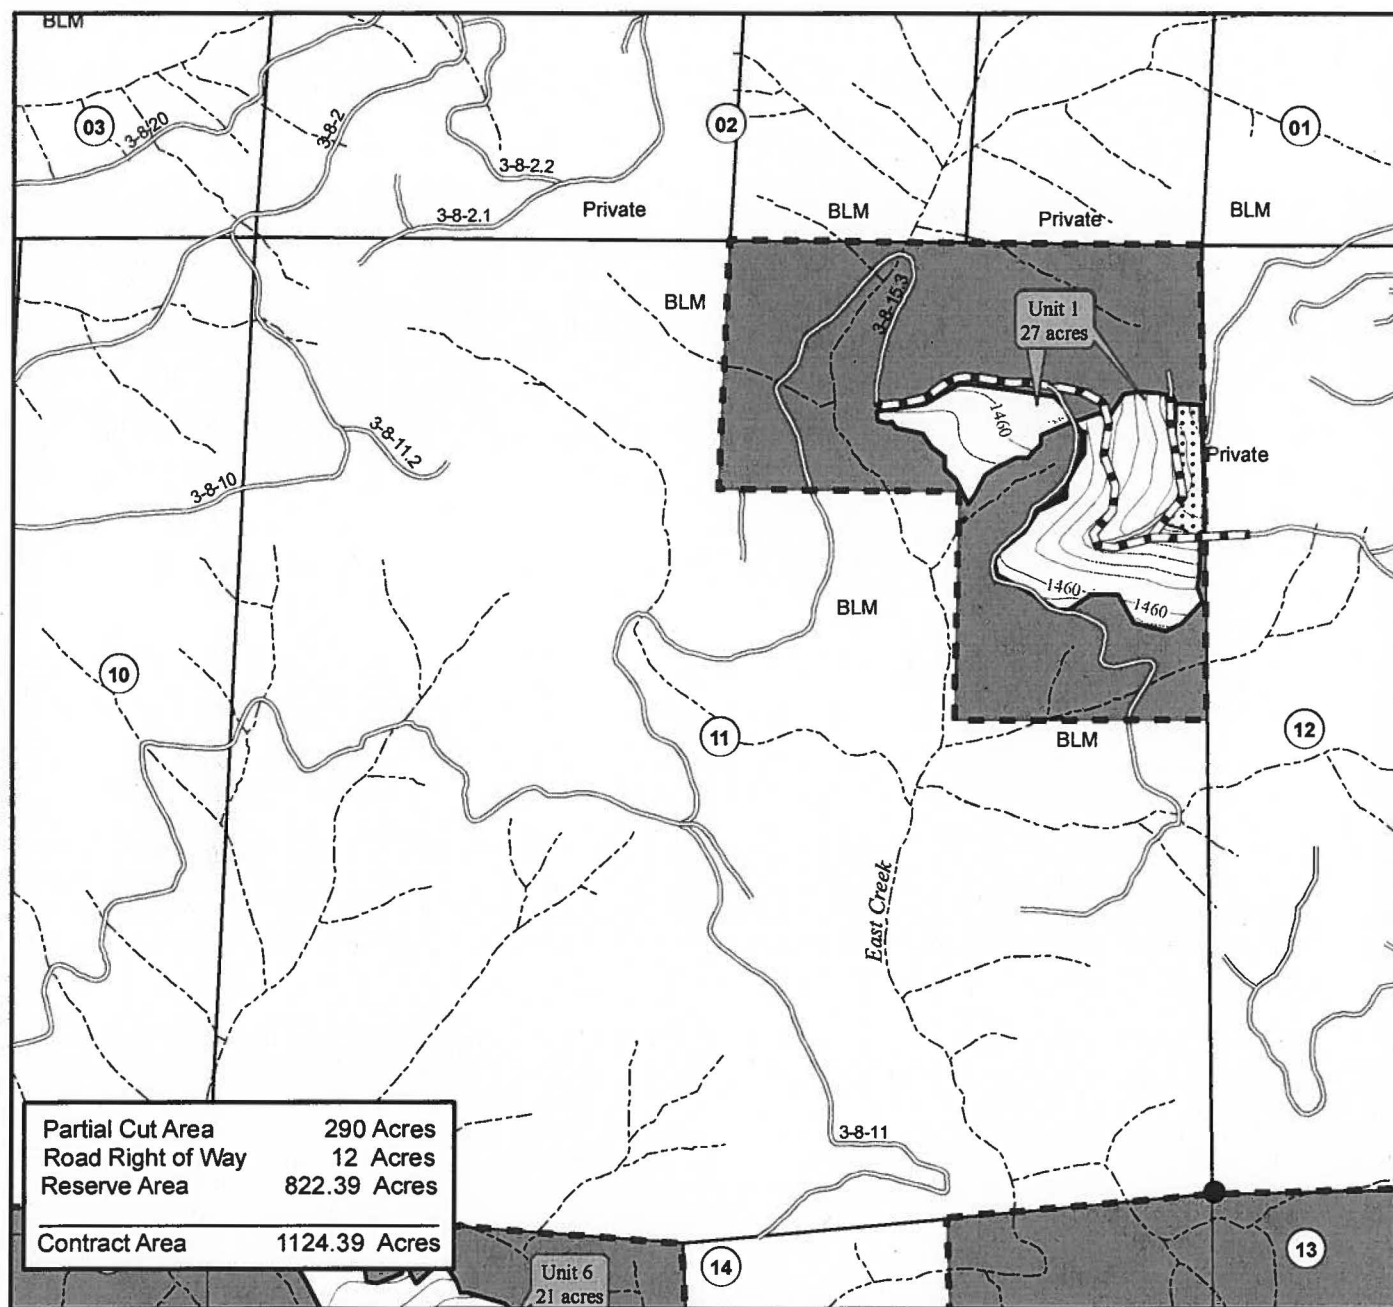 BLM
03
3-8-20
3-8-2
3-8-2.2
3-8-2.1
Private
02
BLM
Private
01
BLM
BLM
3-8-15.3
Unit 1
27 acres
1460
Private
3-8-11.2
3-8-10
1460
1460
BLM
10
11
BLM
12
East Creek
3-8-11
Partial Cut Area 290 Acres
Road Right of Way 12 Acres
Reserve Area 822.39 Acres
Contract Area 1124.39 Acres
14
13
Unit 6
21 acres